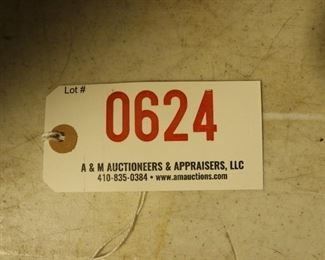 Lot #
0624
A & M AUCTIONEERS & APPRAISERS, LLC
410-835-0384 • www.amauctions.com